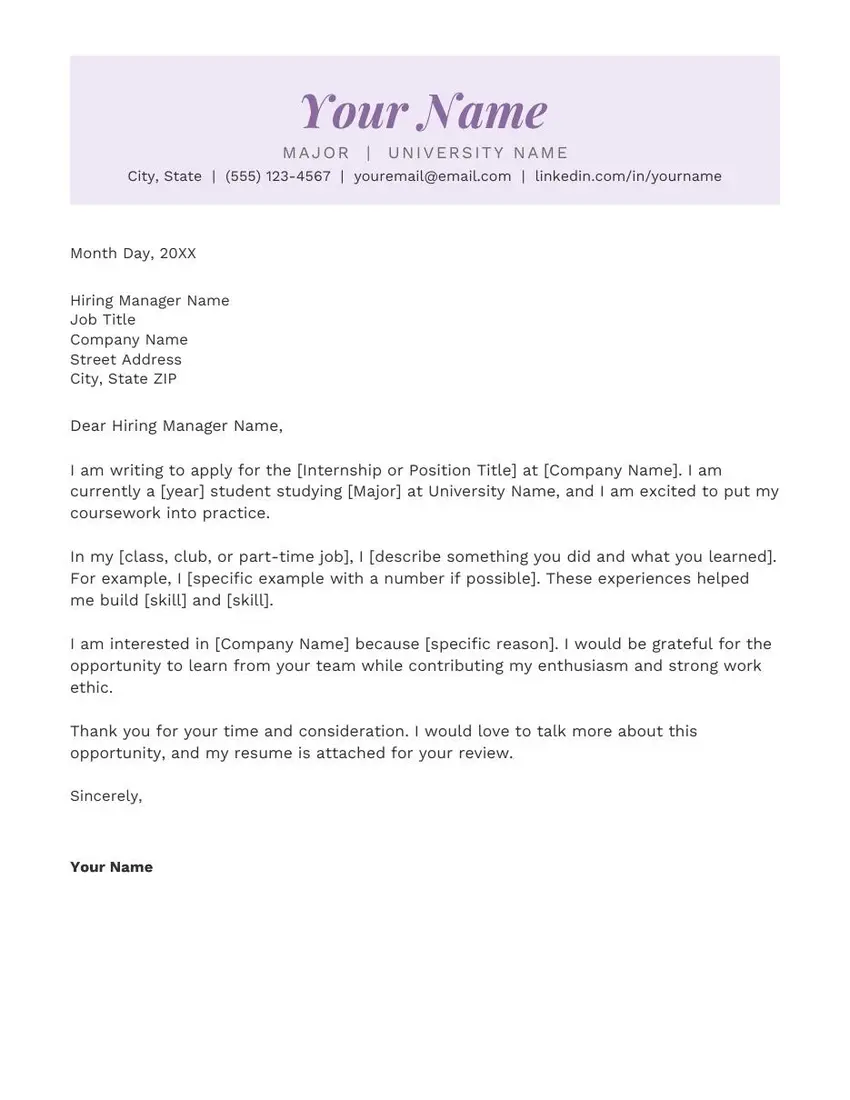 Your Name
MAJOR | UNIVERSITY NAME
City, State | (555) 123-4567 | youremail@email.com | linkedin.com/in/yourname
Month Day, 20XX
Hiring Manager Name
Job Title
Company Name
Street Address
City, State ZIP
Dear Hiring Manager Name,
I am writing to apply for the [Internship or Position Title] at [Company Name]. I am
currently a [year] student studying [Major] at University Name, and I am excited to put my
coursework into practice.
In my [class, club, or part-time job], I [describe something you did and what you learned].
For example, I [specific example with a number if possible]. These experiences helped
me build [skill] and [skill].
I am interested in [Company Name] because [specific reason]. I would be grateful for the
opportunity to learn from your team while contributing my enthusiasm and strong work
ethic.
Thank you for your time and consideration. I would love to talk more about this
opportunity, and my resume is attached for your review.
Sincerely,
Your Name